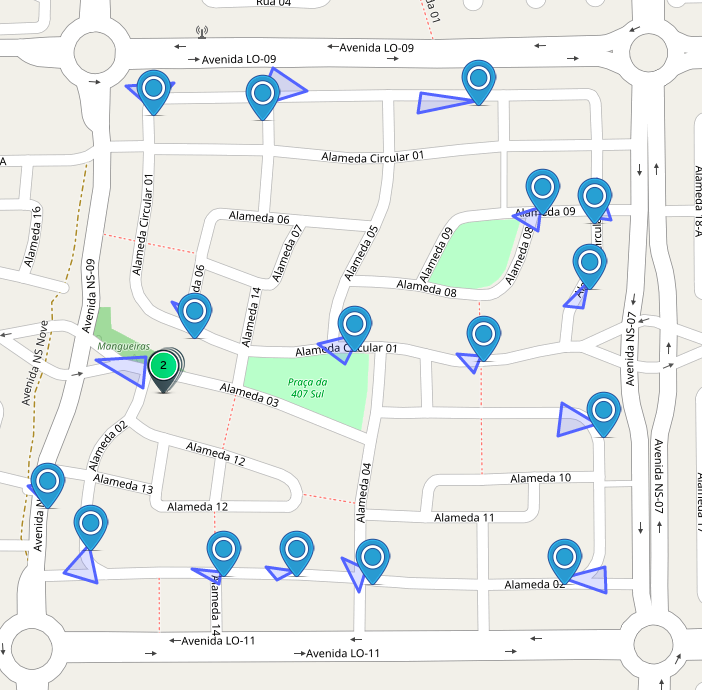 Rua 04
da 01
Avenida LO-09
Avenida LO-09
Alameda Circular 01
A
Alameda 18-A
Alameda 16
Alameda Circular 01
Alameda 06
Alameda 09
Alameda 07
Alameda 05
Alameda 09
Alameda 08
ircula
Avenida NS-09
06
Alameda 14
Alameda 08
Avenida NS Nove
Mangueiras
Alameda Circular 01
Avenida NS-07
2
Praça da
407 Sul
Alameda 03
Alameda 02
Alameda 12
Alameda 04
Avenida NS-07
Alameda 13
Alameda 10
Alameda 12
Alameda 11
Avenida N
Alameda 14
Alameda 02
Avenida LO-11
Avenida LO-11